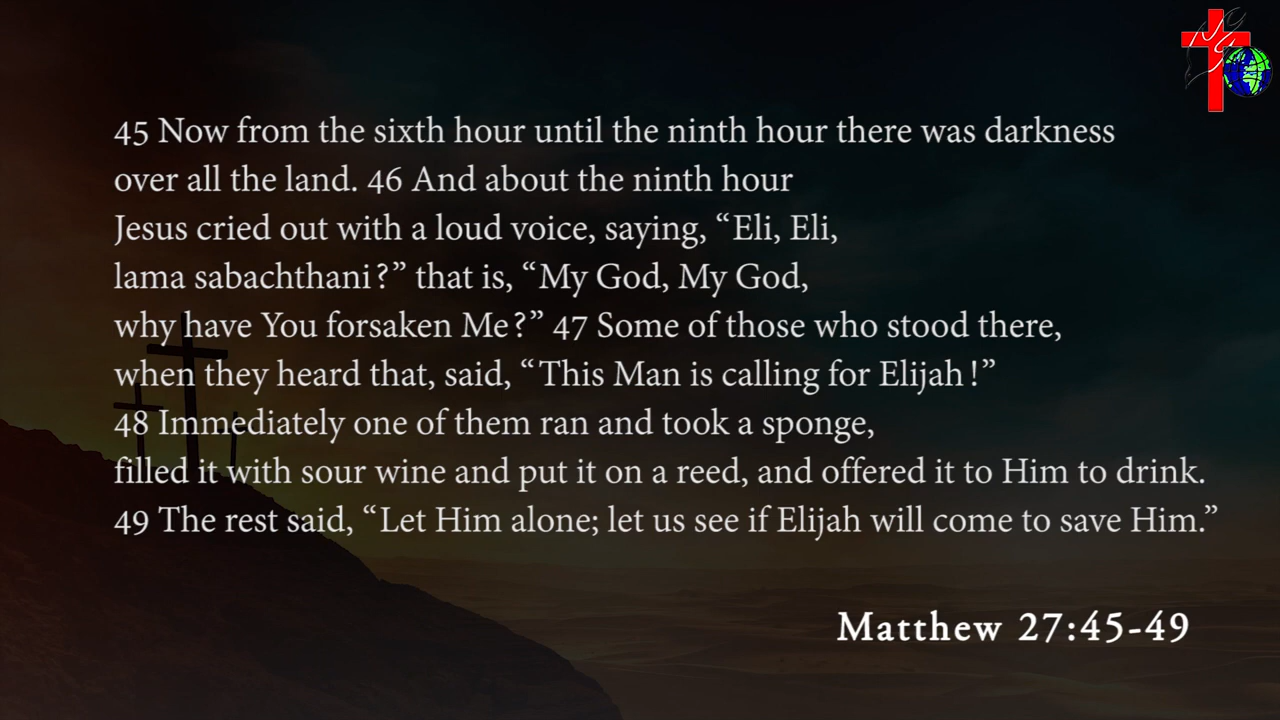 45 Now from the sixth hour until the ninth hour there was darkness
over all the land. 46 And about the ninth hour
Jesus cried out with a loud voice, saying, “Eli, Eli,
lama sabachthani?” that is, “My God, My God,
why have You forsaken Me?” 47 Some of those who stood there,
when they heard that, said, “This Man is calling for Elijah!”
48 Immediately one of them ran and took a sponge,
filled it with sour wine and put it on a reed, and offered it to Him to drink.
49 The rest said, “Let Him alone; let us see if Elijah will come to save Him.”
Matthew 27:45-49